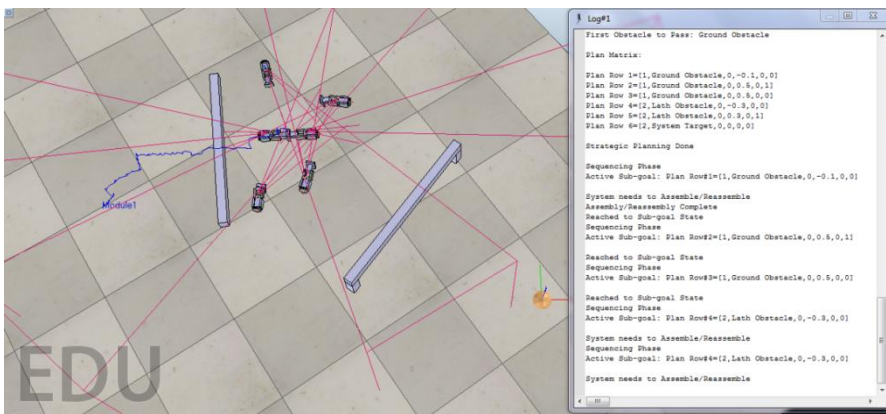 Module1
EDU
Log#1
First Obstacle to Pass: Ground Obstacle
Plan Matrix:
Plan Row 1=[1,Ground Obstacle,0,-0.1,0,0]
Plan Row 2=[1,Ground Obstacle,0,0.5,0,1]
Plan Row 3=[1,Ground Obstacle,0,0.5,0,0]
Plan Row 4=[2,Lath Obstacle,0,-0.3,0,0]
Plan Row 5=[2,Lath Obstacle,0,0.3,0,1]
Plan Row 6=[2,System Target,0,0,0,0]
Strategic Planning Done
Sequencing Phase
Active Sub-goal: Plan Row#1=[1,Ground Obstacle,0,-0.1,0,0]
System needs to Assemble/Reassemble
Assembly/Reassembly Complete
Reached to Sub-goal State
Sequencing Phase
Active Sub-goal: Plan Row#2=[1,Ground Obstacle,0,0.5,0,1]
Reached to Sub-goal State
Sequencing Phase
Active Sub-goal: Plan Row#3=[1,Ground Obstacle,0,0.5,0,0]
Reached to Sub-goal State
Sequencing Phase
Active Sub-goal: Plan Row#4=[2,Lath Obstacle,0,-0.3,0,0]
System needs to Assemble/Reassemble
Sequencing Phase
Active Sub-goal: Plan Row#4=[2,Lath Obstacle,0,-0.3,0,0]
System needs to Assemble/Reassemble